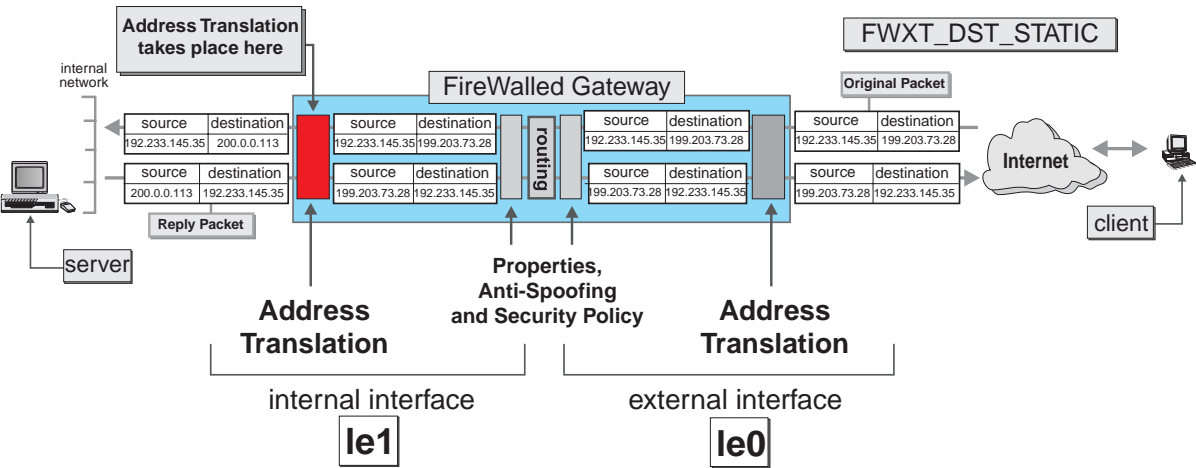 Address Translation
takes place here
FWXT_DST_STATIC
internal
network
FireWalled Gateway
Original Packet
source destination
192.233.145.35 200.0.0.113
source destination
192.233.145.35 199.203.73.28
source destination
192.233.145.35 199.203.73.28
source destination
192.233.145.35 199.203.73.28
routing
Internet
source destination
200.0.0.113 192.233.145.35
source destination
199.203.73.28 192.233.145.35
source destination
199.203.73.28 192.233.145.35
source destination
199.203.73.28 192.233.145.35
Reply Packet
client
server
Properties,
Anti-Spoofing
and Security Policy
Address
Translation
Address
Translation
internal interface
external interface
le1
le0